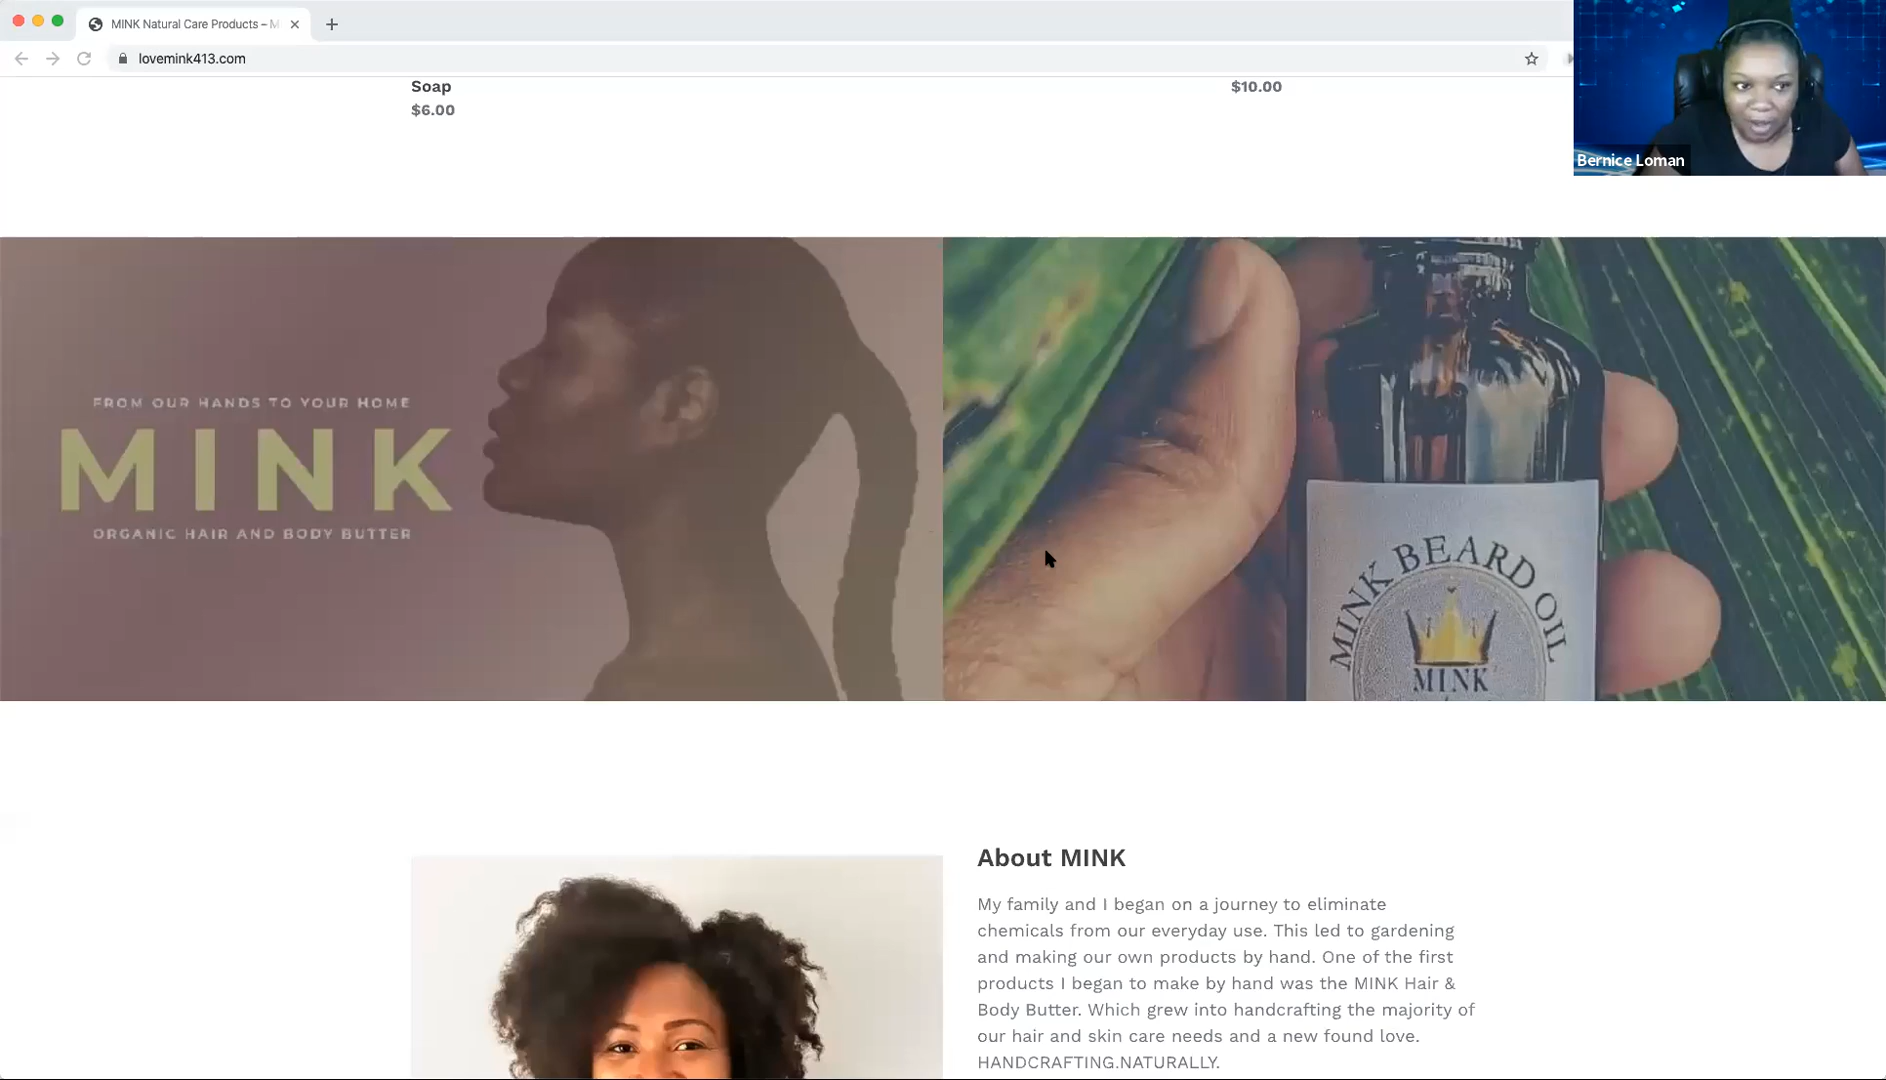 MINK Natural Care Products – M
lovemink413.com
Bernice Loman
Soap
$6.00
$10.00
FROM OUR HANDS TO YOUR HOME
MINK
ORGANIC HAIR AND BODY BUTTER
MINK BEARD OIL
MINK
About MINK
My family and I began on a journey to eliminate
chemicals from our everyday use. This led to gardening
and making our own products by hand. One of the first
products I began to make by hand was the MINK Hair &
Body Butter. Which grew into handcrafting the majority of
our hair and skin care needs and a new found love.
HANDCRAFTING.NATURALLY.